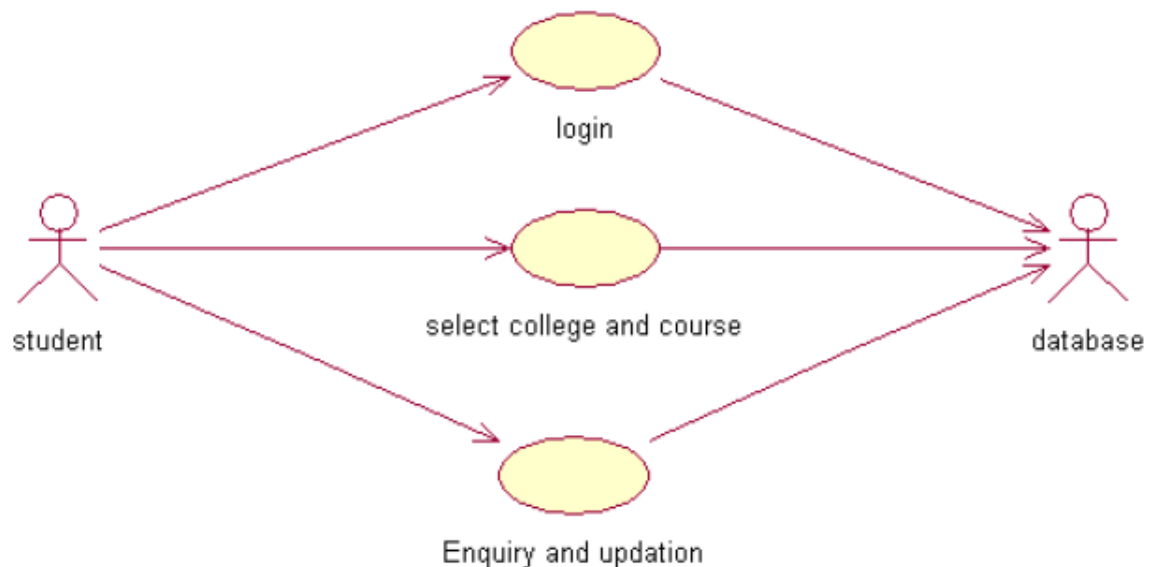 login
student
select college and course
database
Enquiry and updation